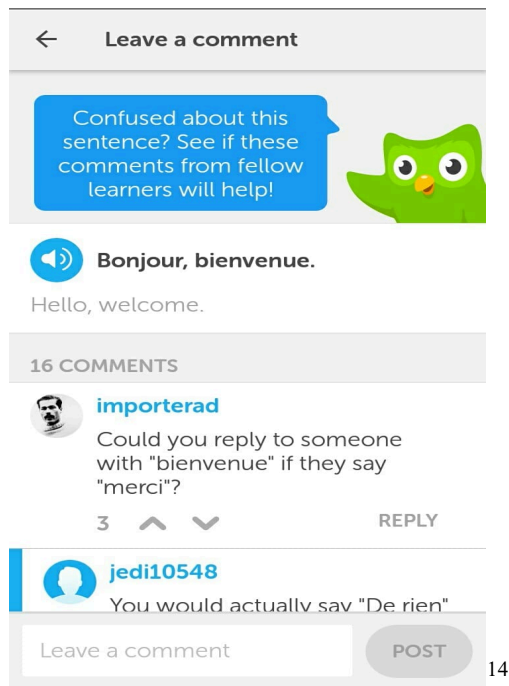 Leave a comment
Confused about this
sentence? See if these
comments from fellow
learners will help!
Bonjour, bienvenue.
Hello, welcome.
16 COMMENTS
importerad
Could you reply to someone
with "bienvenue" if they say
"merci"?
3
REPLY
jedi10548
You would actually say "De rien"
Leave a comment
POST
14